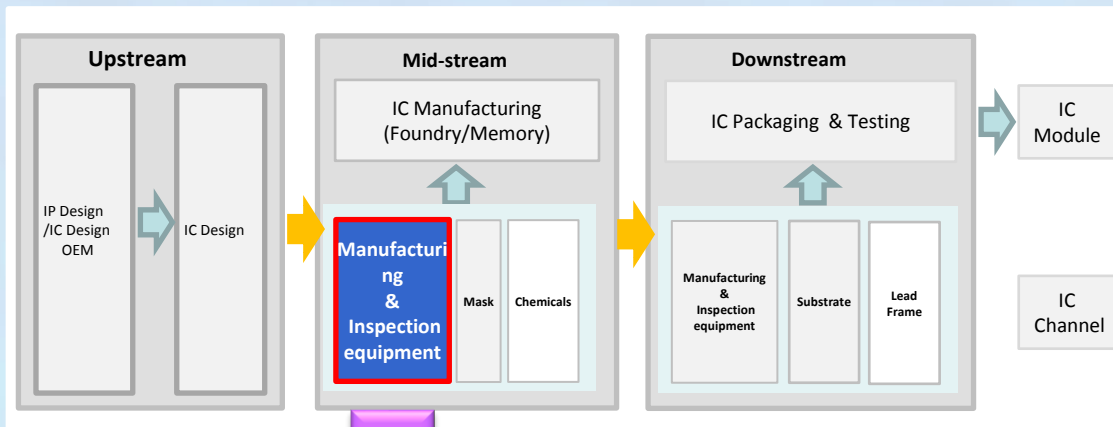 Upstream
IP Design
/IC Design
OEM
IC Design
Mid-stream
IC Manufacturing
(Foundry/Memory)
Manufacturi
ng
&
Inspection
equipment
Mask
Chemicals
Downstream
IC Packaging & Testing
Manufacturing
&
Inspection
equipment
Substrate
Lead
Frame
IC
Module
IC
Channel